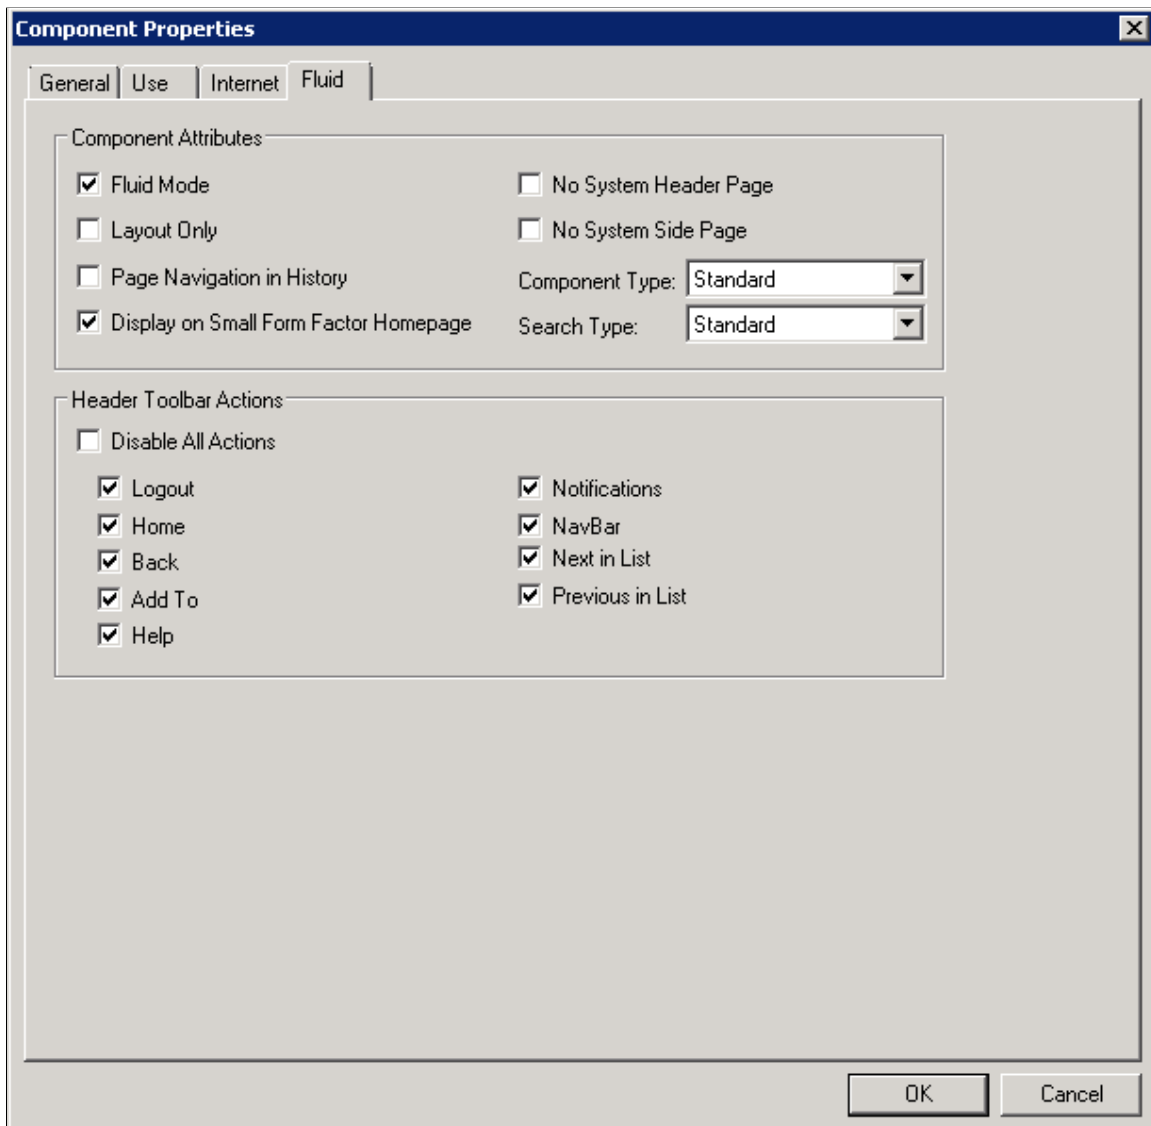 Component Properties
General Use Internet Fluid
Component Attributes
Fluid Mode
No System Header Page
Layout Only
No System Side Page
Page Navigation in History
Component Type: Standard
Display on Small Form Factor Homepage
Search Type: Standard
Header Toolbar Actions
Disable All Actions
Logout
Notifications
Home
NavBar
Back
Next in List
Add To
Previous in List
Help
OK Cancel